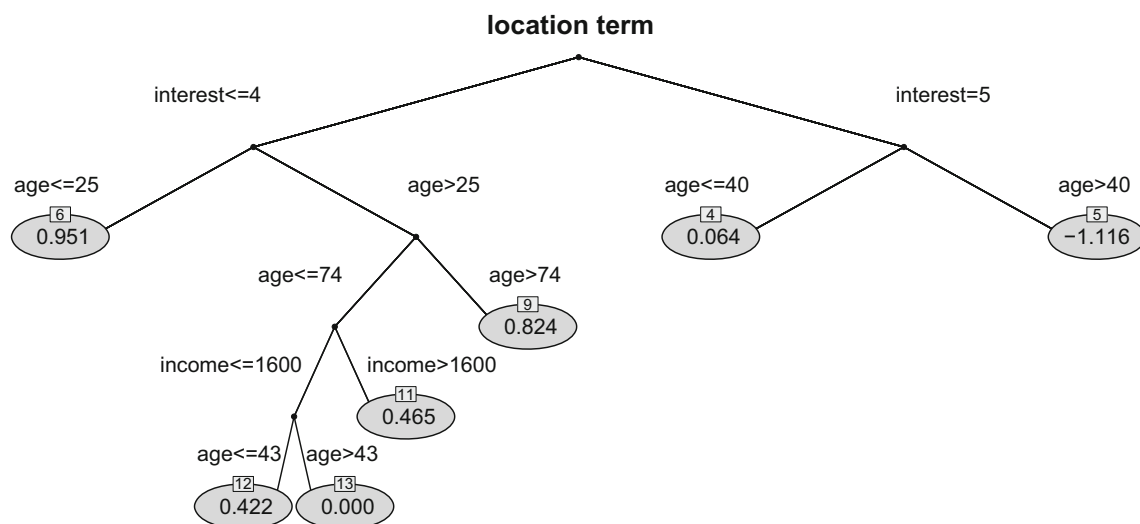 location term
interest<=4
interest=5
age<=25
age>25
age<=40
age>40
6
0.951
4
0.064
5
−1.116
age<=74
age>74
9
0.824
income<=1600
income>1600
11
0.465
age<=43
age>43
12
0.422
13
0.000